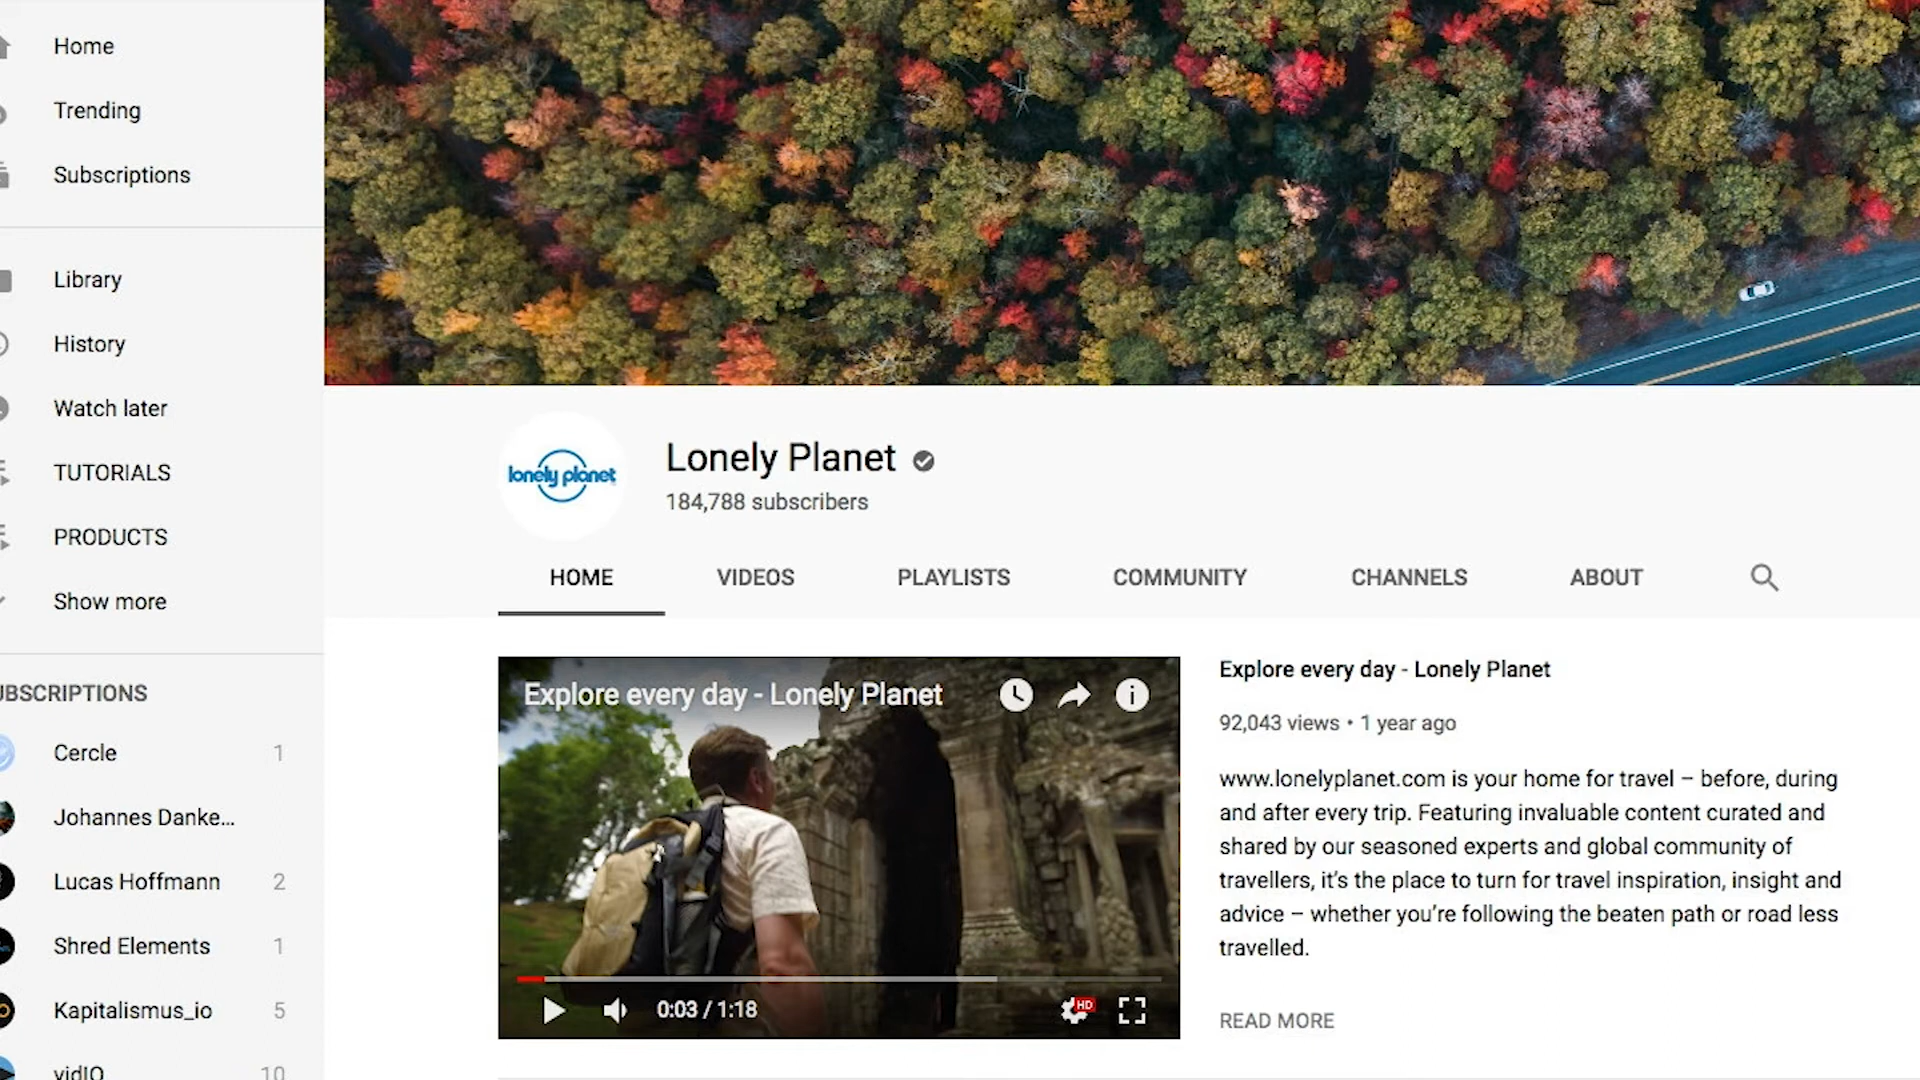 Home
Trending
Subscriptions
Library
History
Watch later
TUTORIALS
PRODUCTS
Show more
UBSCRIPTIONS
Cercle 1
Johannes Danke...
Lucas Hoffmann 2
Shred Elements 1
Kapitalismus_io 5
vidIQ 10
lonely planet
Lonely Planet
184,788 subscribers
HOME VIDEOS PLAYLISTS COMMUNITY CHANNELS ABOUT
Explore every day - Lonely Planet
0:03 / 1:18
HD
Explore every day - Lonely Planet
92,043 views • 1 year ago
www.lonelyplanet.com is your home for travel – before, during
and after every trip. Featuring invaluable content curated and
shared by our seasoned experts and global community of
travellers, it’s the place to turn for travel inspiration, insight and
advice – whether you’re following the beaten path or road less
travelled.
READ MORE